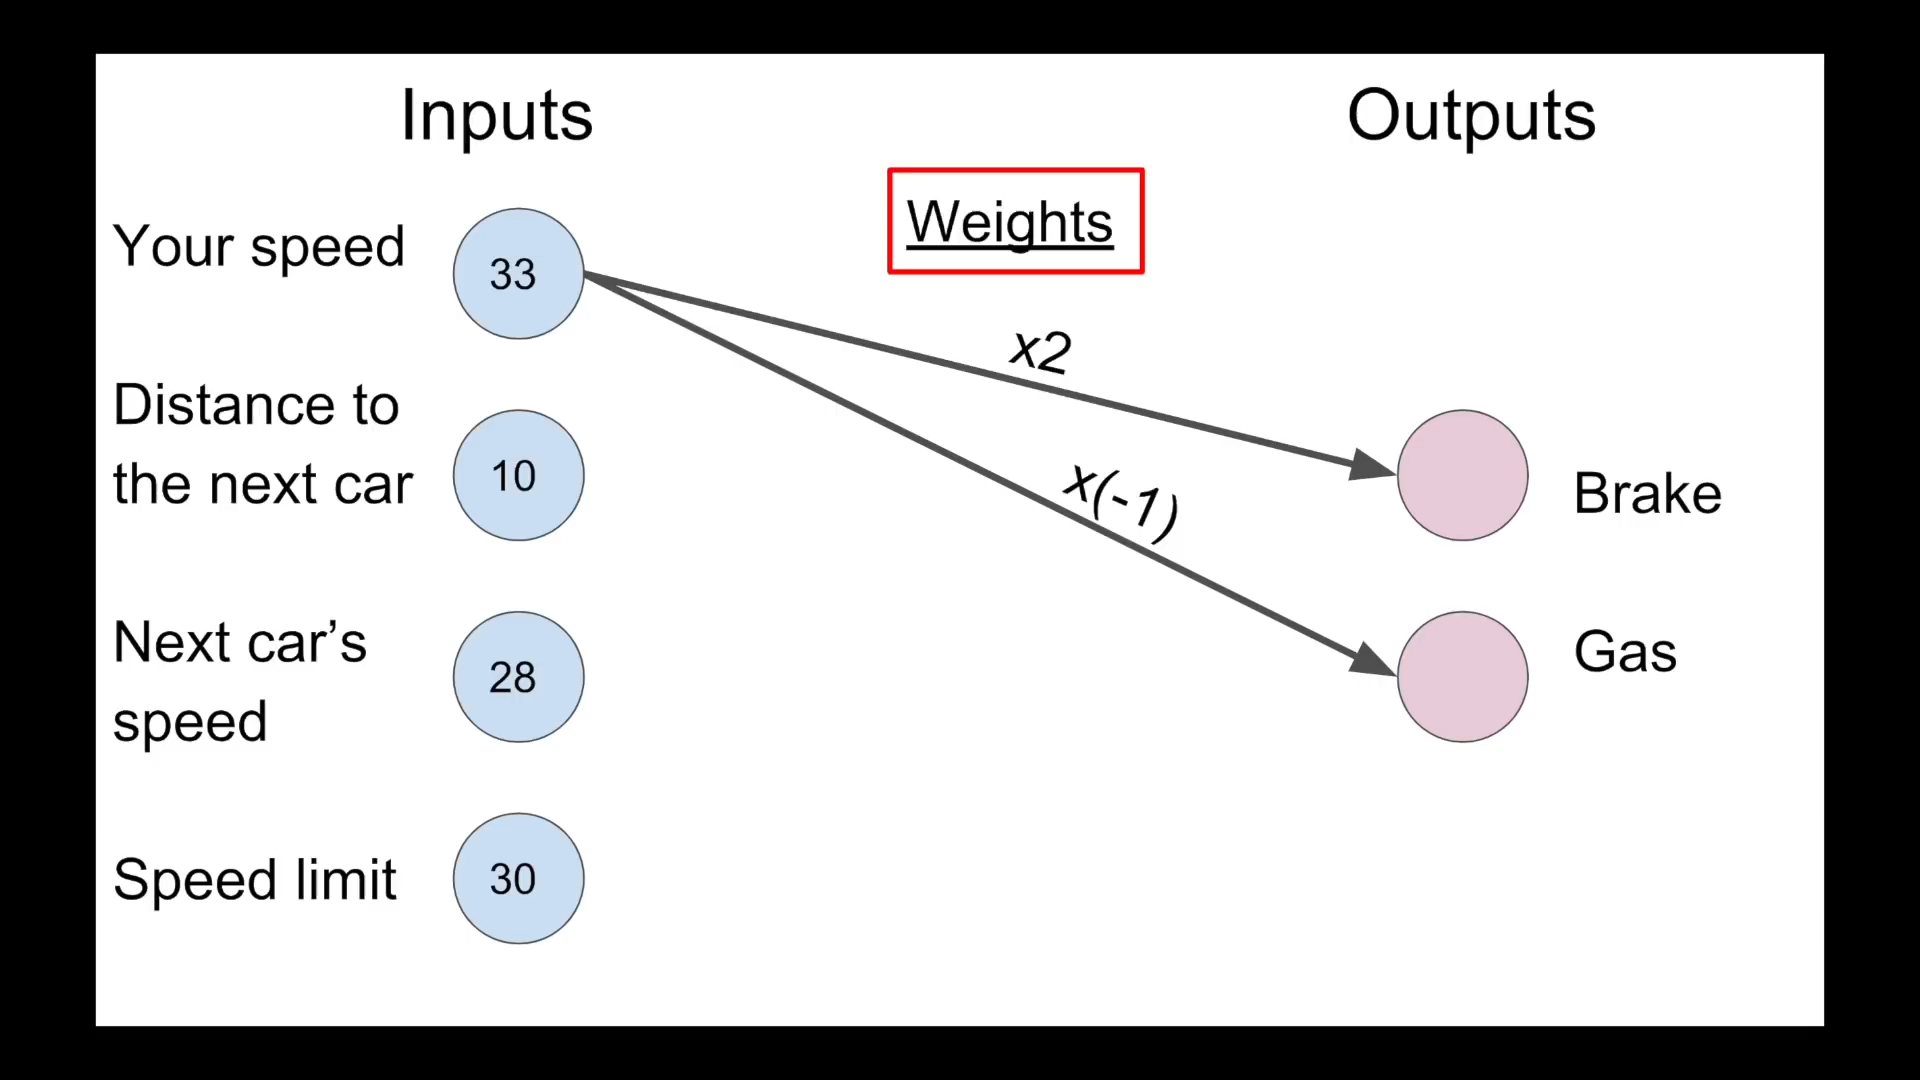 Inputs
Outputs
Weights
Your speed
33
x2
Distance to
the next car
10
x(-1)
Brake
Next car’s
speed
28
Gas
Speed limit
30